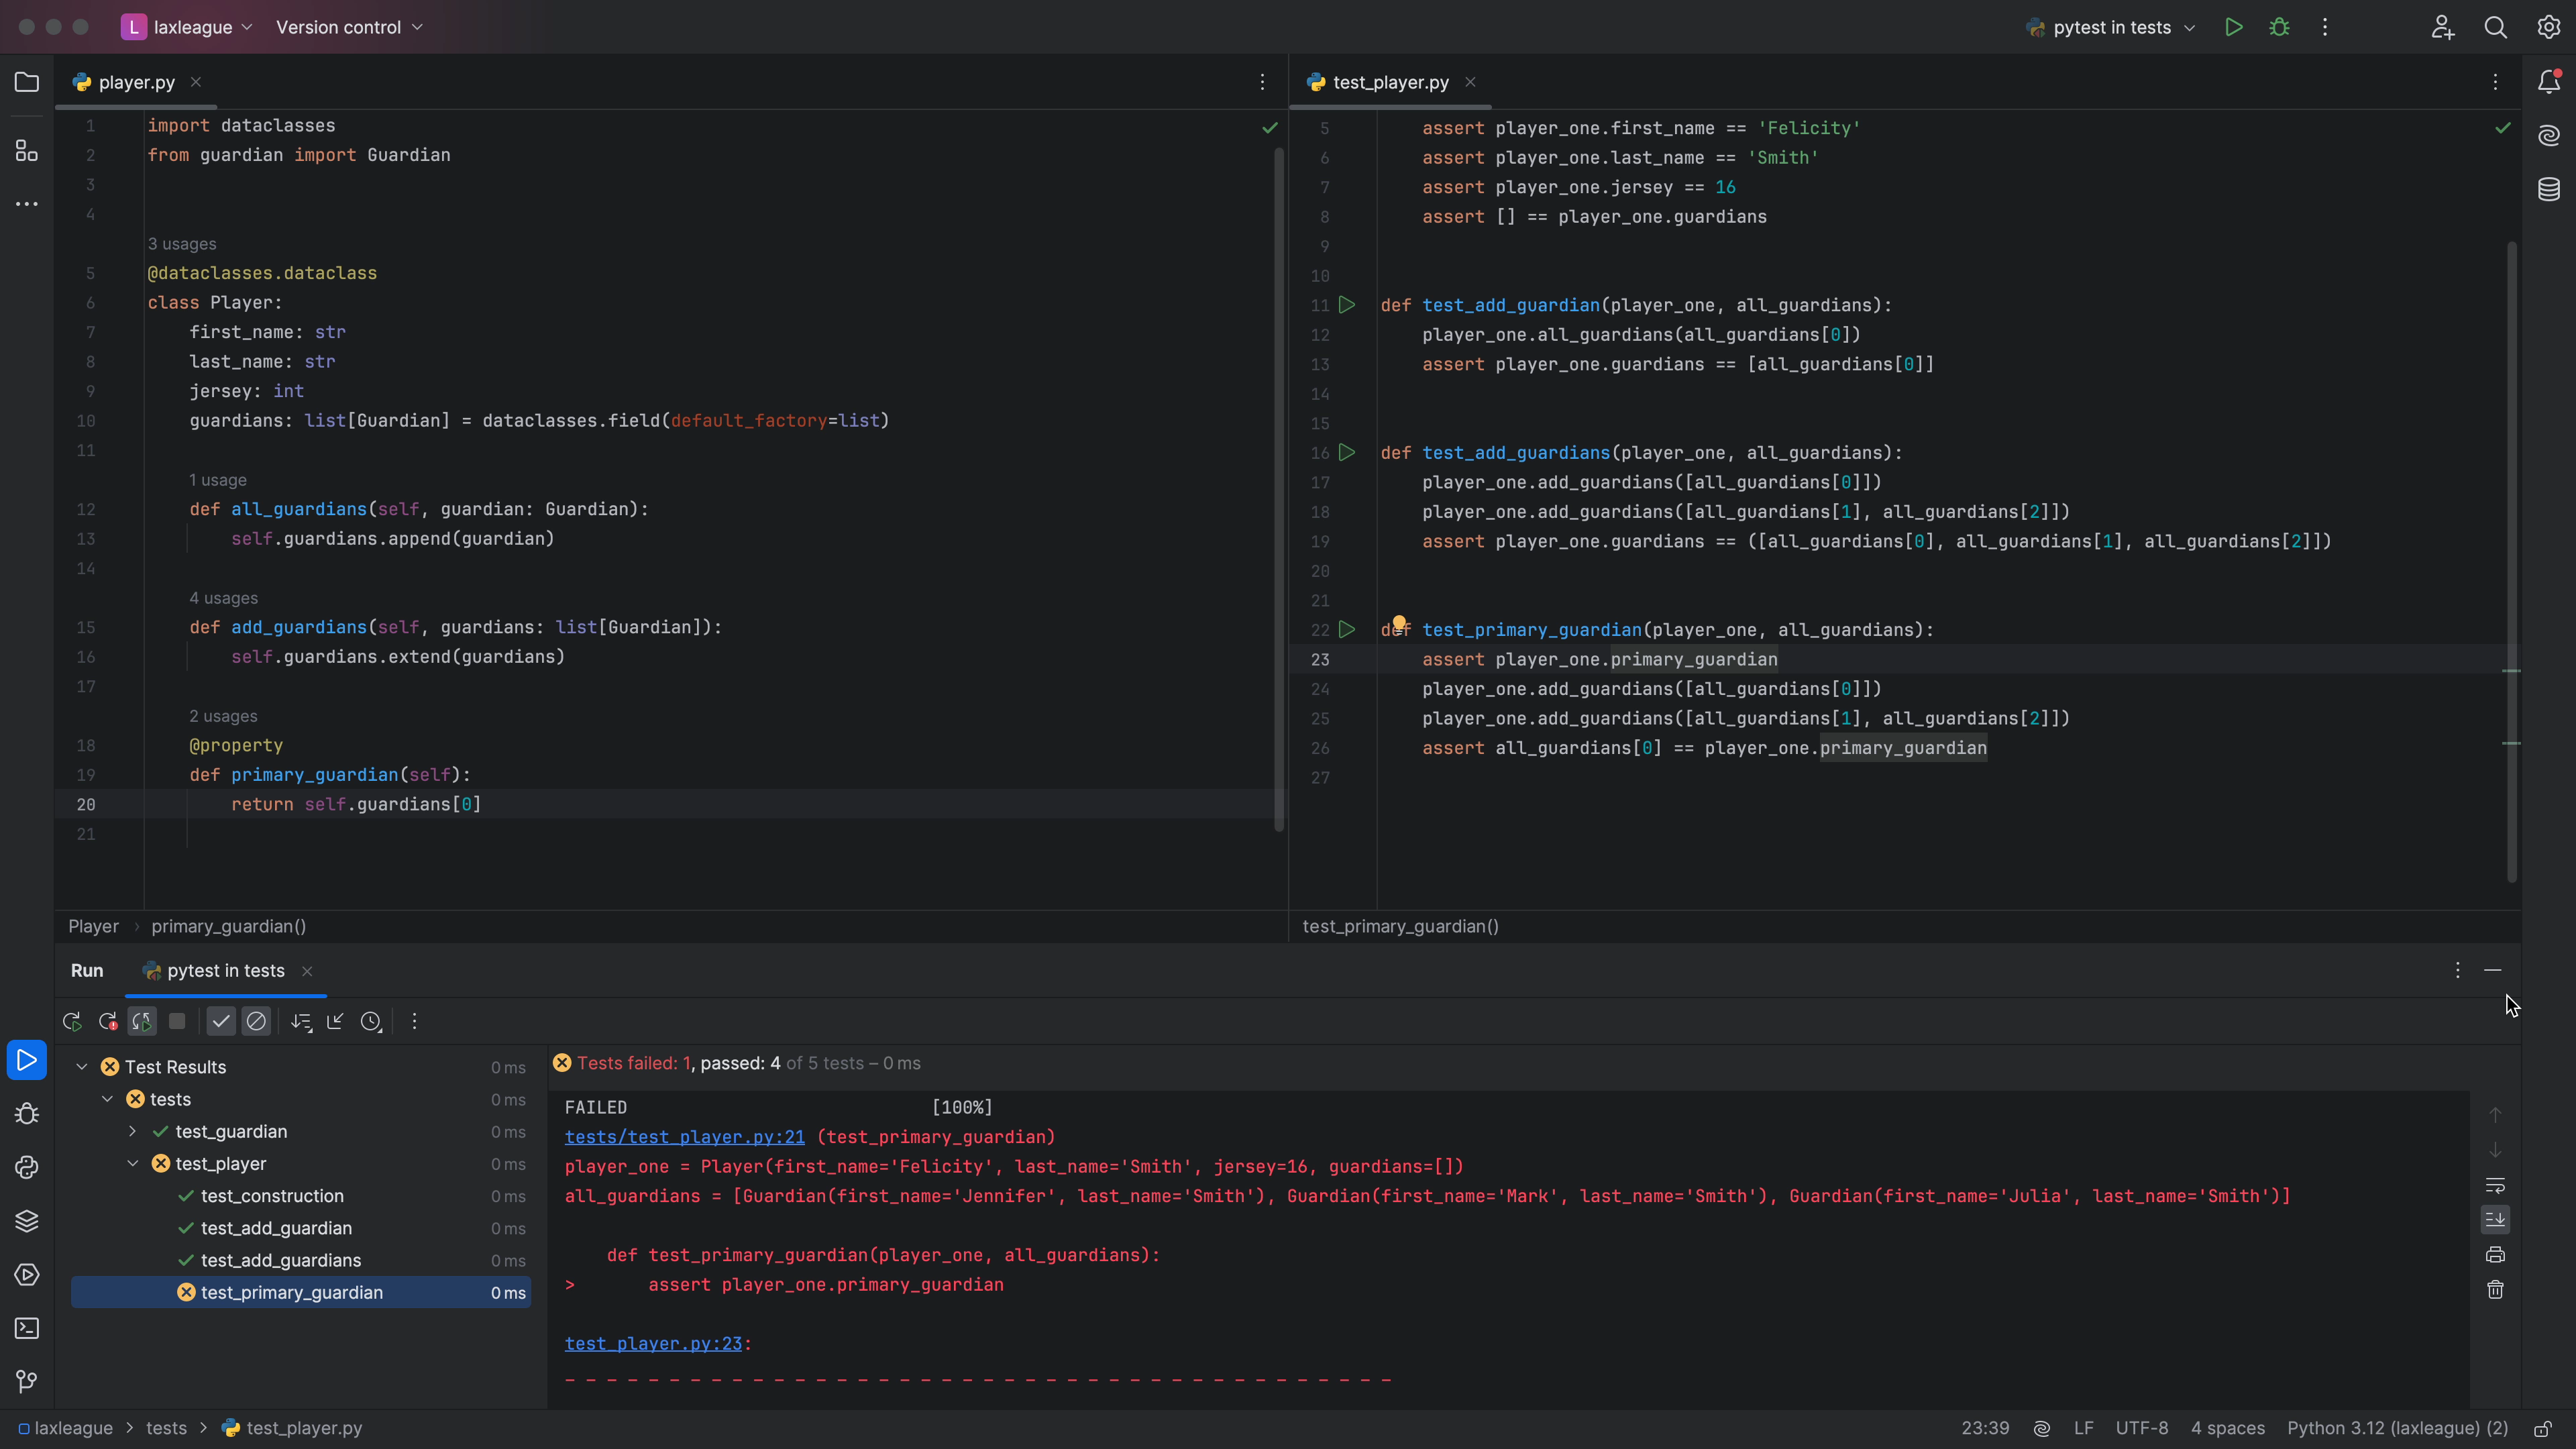 L laxleague Version control pytest in tests
player.py
1 import dataclasses
2 from guardian import Guardian
3
4
3 usages
5 @dataclasses.dataclass
6 class Player:
7 first_name: str
8 last_name: str
9 jersey: int
10 guardians: list[Guardian] = dataclasses.field(default_factory=list)
11
1 usage
12 def all_guardians(self, guardian: Guardian):
13 self.guardians.append(guardian)
14
4 usages
15 def add_guardians(self, guardians: list[Guardian]):
16 self.guardians.extend(guardians)
17
2 usages
18 @property
19 def primary_guardian(self):
20 return self.guardians[0]
21
Player > primary_guardian()
test_player.py
5 assert player_one.first_name == 'Felicity'
6 assert player_one.last_name == 'Smith'
7 assert player_one.jersey == 16
8 assert [] == player_one.guardians
9
10
11 def test_add_guardian(player_one, all_guardians):
12 player_one.all_guardians(all_guardians[0])
13 assert player_one.guardians == [all_guardians[0]]
14
15
16 def test_add_guardians(player_one, all_guardians):
17 player_one.add_guardians([all_guardians[0]])
18 player_one.add_guardians([all_guardians[1], all_guardians[2]])
19 assert player_one.guardians == ([all_guardians[0], all_guardians[1], all_guardians[2]])
20
21
22 def test_primary_guardian(player_one, all_guardians):
23 assert player_one.primary_guardian
24 player_one.add_guardians([all_guardians[0]])
25 player_one.add_guardians([all_guardians[1], all_guardians[2]])
26 assert all_guardians[0] == player_one.primary_guardian
27
test_primary_guardian()
Run pytest in tests
Test Results 0 ms
tests 0 ms
test_guardian 0 ms
test_player 0 ms
test_construction 0 ms
test_add_guardian 0 ms
test_add_guardians 0 ms
test_primary_guardian 0 ms
Tests failed: 1, passed: 4 of 5 tests – 0 ms
FAILED [100%]
tests/test_player.py:21 (test_primary_guardian)
player_one = Player(first_name='Felicity', last_name='Smith', jersey=16, guardians=[])
all_guardians = [Guardian(first_name='Jennifer', last_name='Smith'), Guardian(first_name='Mark', last_name='Smith'), Guardian(first_name='Julia', last_name='Smith')]
def test_primary_guardian(player_one, all_guardians):
> assert player_one.primary_guardian
test_player.py:23:
_ _ _ _ _ _ _ _ _ _ _ _ _ _ _ _ _ _ _ _ _ _ _ _ _ _ _ _ _ _ _ _ _ _ _ _ _ _ _ _
laxleague > tests > test_player.py 23:39 LF UTF-8 4 spaces Python 3.12 (laxleague) (2)